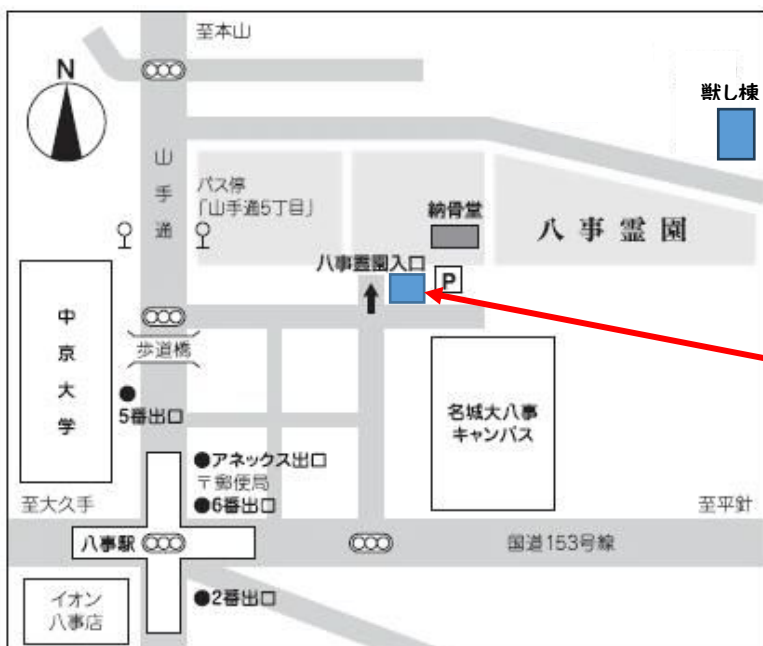 至本山
N
獣し棟
山手通
バス停
「山手通5丁目」
納骨堂
八事霊園
八事霊園入口
P
中京大学
歩道橋
5番出口
名城大八事
キャンパス
●アネックス出口
〒郵便局
●6番出口
至大久手
至平針
八事駅
国道153号線
イオン
八事店
●2番出口